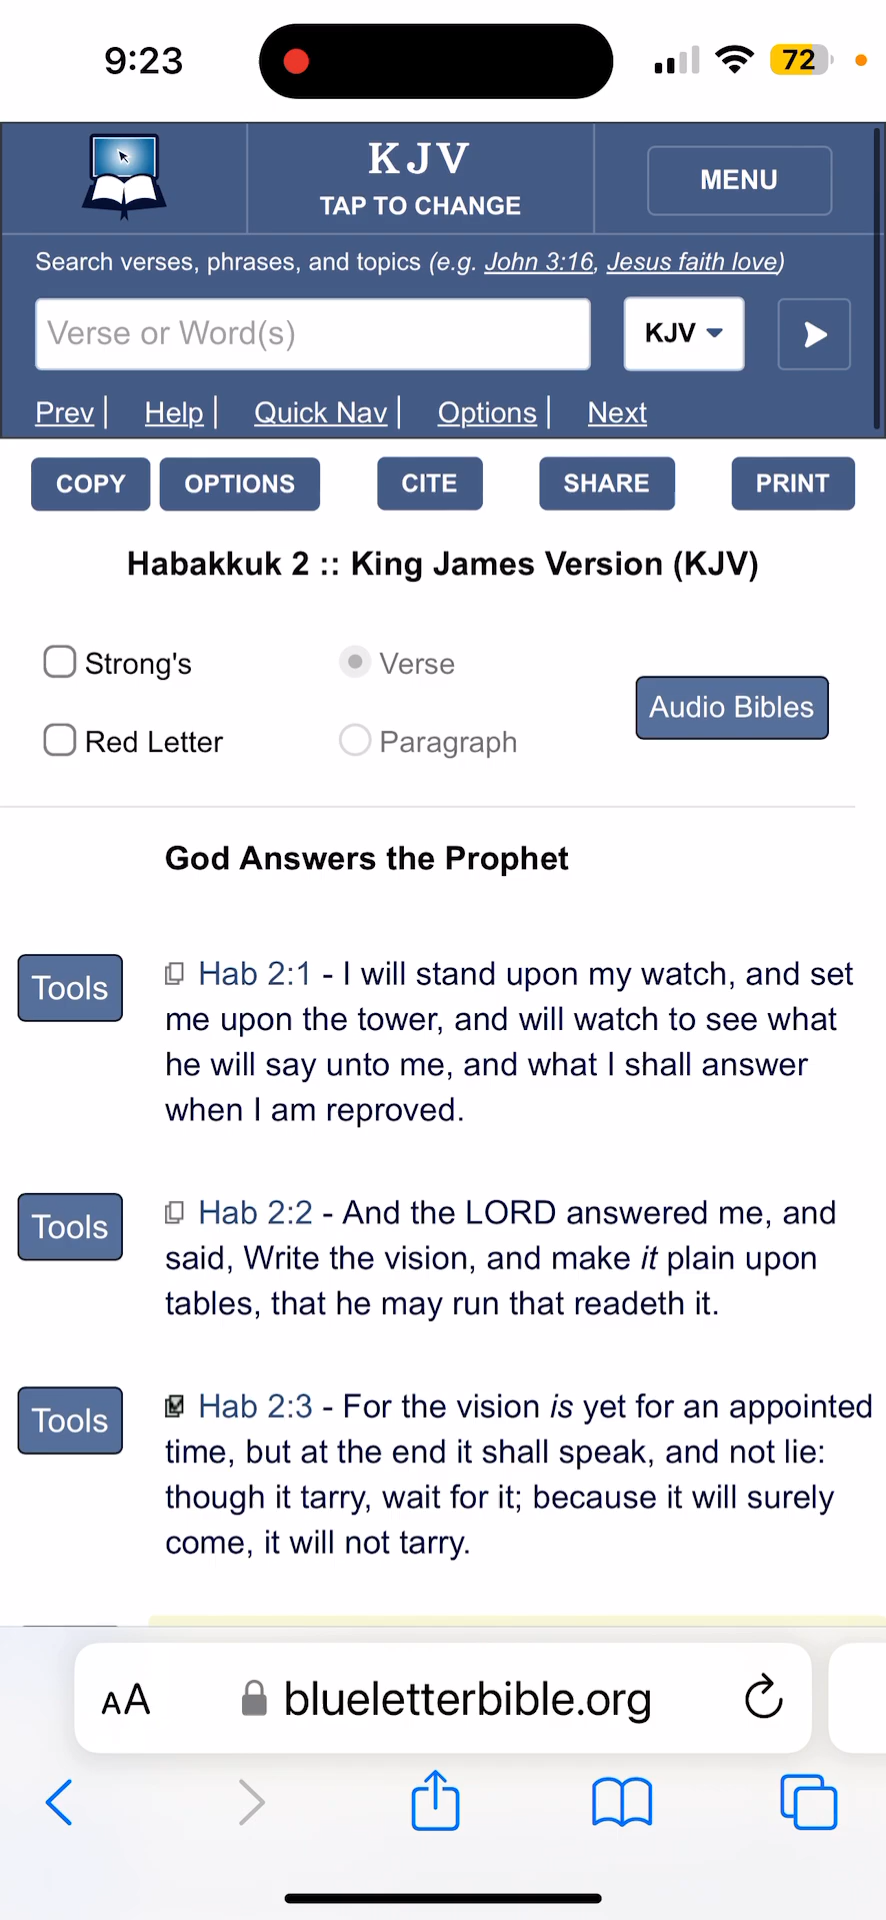 9:23
72
KJV
TAP TO CHANGE
MENU
Search verses, phrases, and topics (e.g. John 3:16, Jesus faith love)
Verse or Word(s)
KJV
Prev | Help | Quick Nav | Options | Next
COPY OPTIONS CITE SHARE PRINT
Habakkuk 2 :: King James Version (KJV)
Strong's Verse
Audio Bibles
Red Letter Paragraph
God Answers the Prophet
Tools
Hab 2:1 - I will stand upon my watch, and set
me upon the tower, and will watch to see what
he will say unto me, and what I shall answer
when I am reproved.
Tools
Hab 2:2 - And the LORD answered me, and
said, Write the vision, and make it plain upon
tables, that he may run that readeth it.
Tools
Hab 2:3 - For the vision is yet for an appointed
time, but at the end it shall speak, and not lie:
though it tarry, wait for it; because it will surely
come, it will not tarry.
AA blueletterbible.org